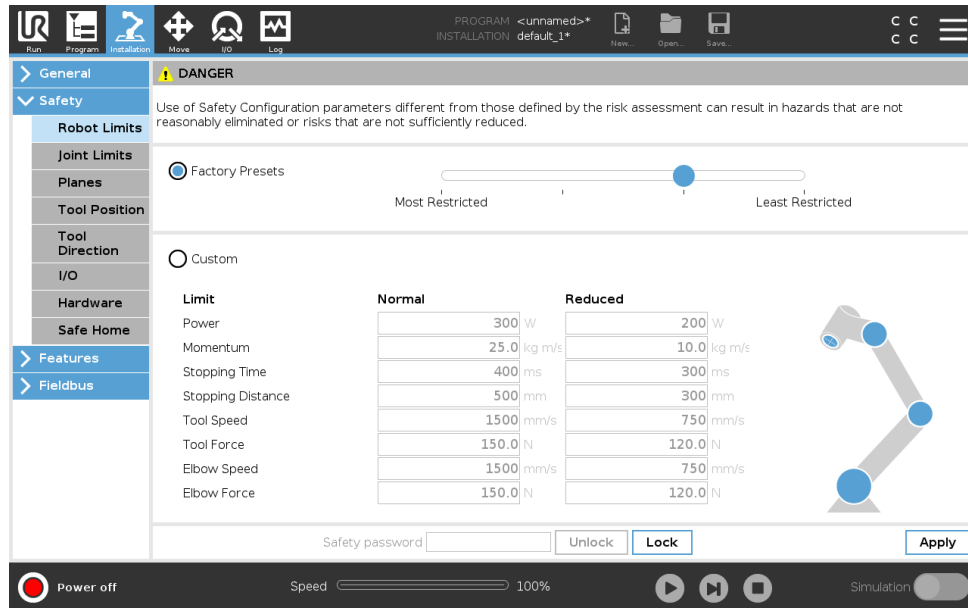 UR
PROGRAM <unnamed>*
INSTALLATION default_1*
C C
C C
Run Program Installation Move I/O Log New... Open... Save...
General
Safety
Robot Limits
Joint Limits
Planes
Tool Position
Tool
Direction
I/O
Hardware
Safe Home
Features
Fieldbus
DANGER
Use of Safety Configuration parameters different from those defined by the risk assessment can result in hazards that are not
reasonably eliminated or risks that are not sufficiently reduced.
Factory Presets
Most Restricted Least Restricted
Custom
Limit Normal Reduced
Power 300 W 200 W
Momentum 25.0 kg m/s 10.0 kg m/s
Stopping Time 400 ms 300 ms
Stopping Distance 500 mm 300 mm
Tool Speed 1500 mm/s 750 mm/s
Tool Force 150.0 N 120.0 N
Elbow Speed 1500 mm/s 750 mm/s
Elbow Force 150.0 N 120.0 N
Safety password Unlock Lock Apply
Power off Speed 100% Simulation